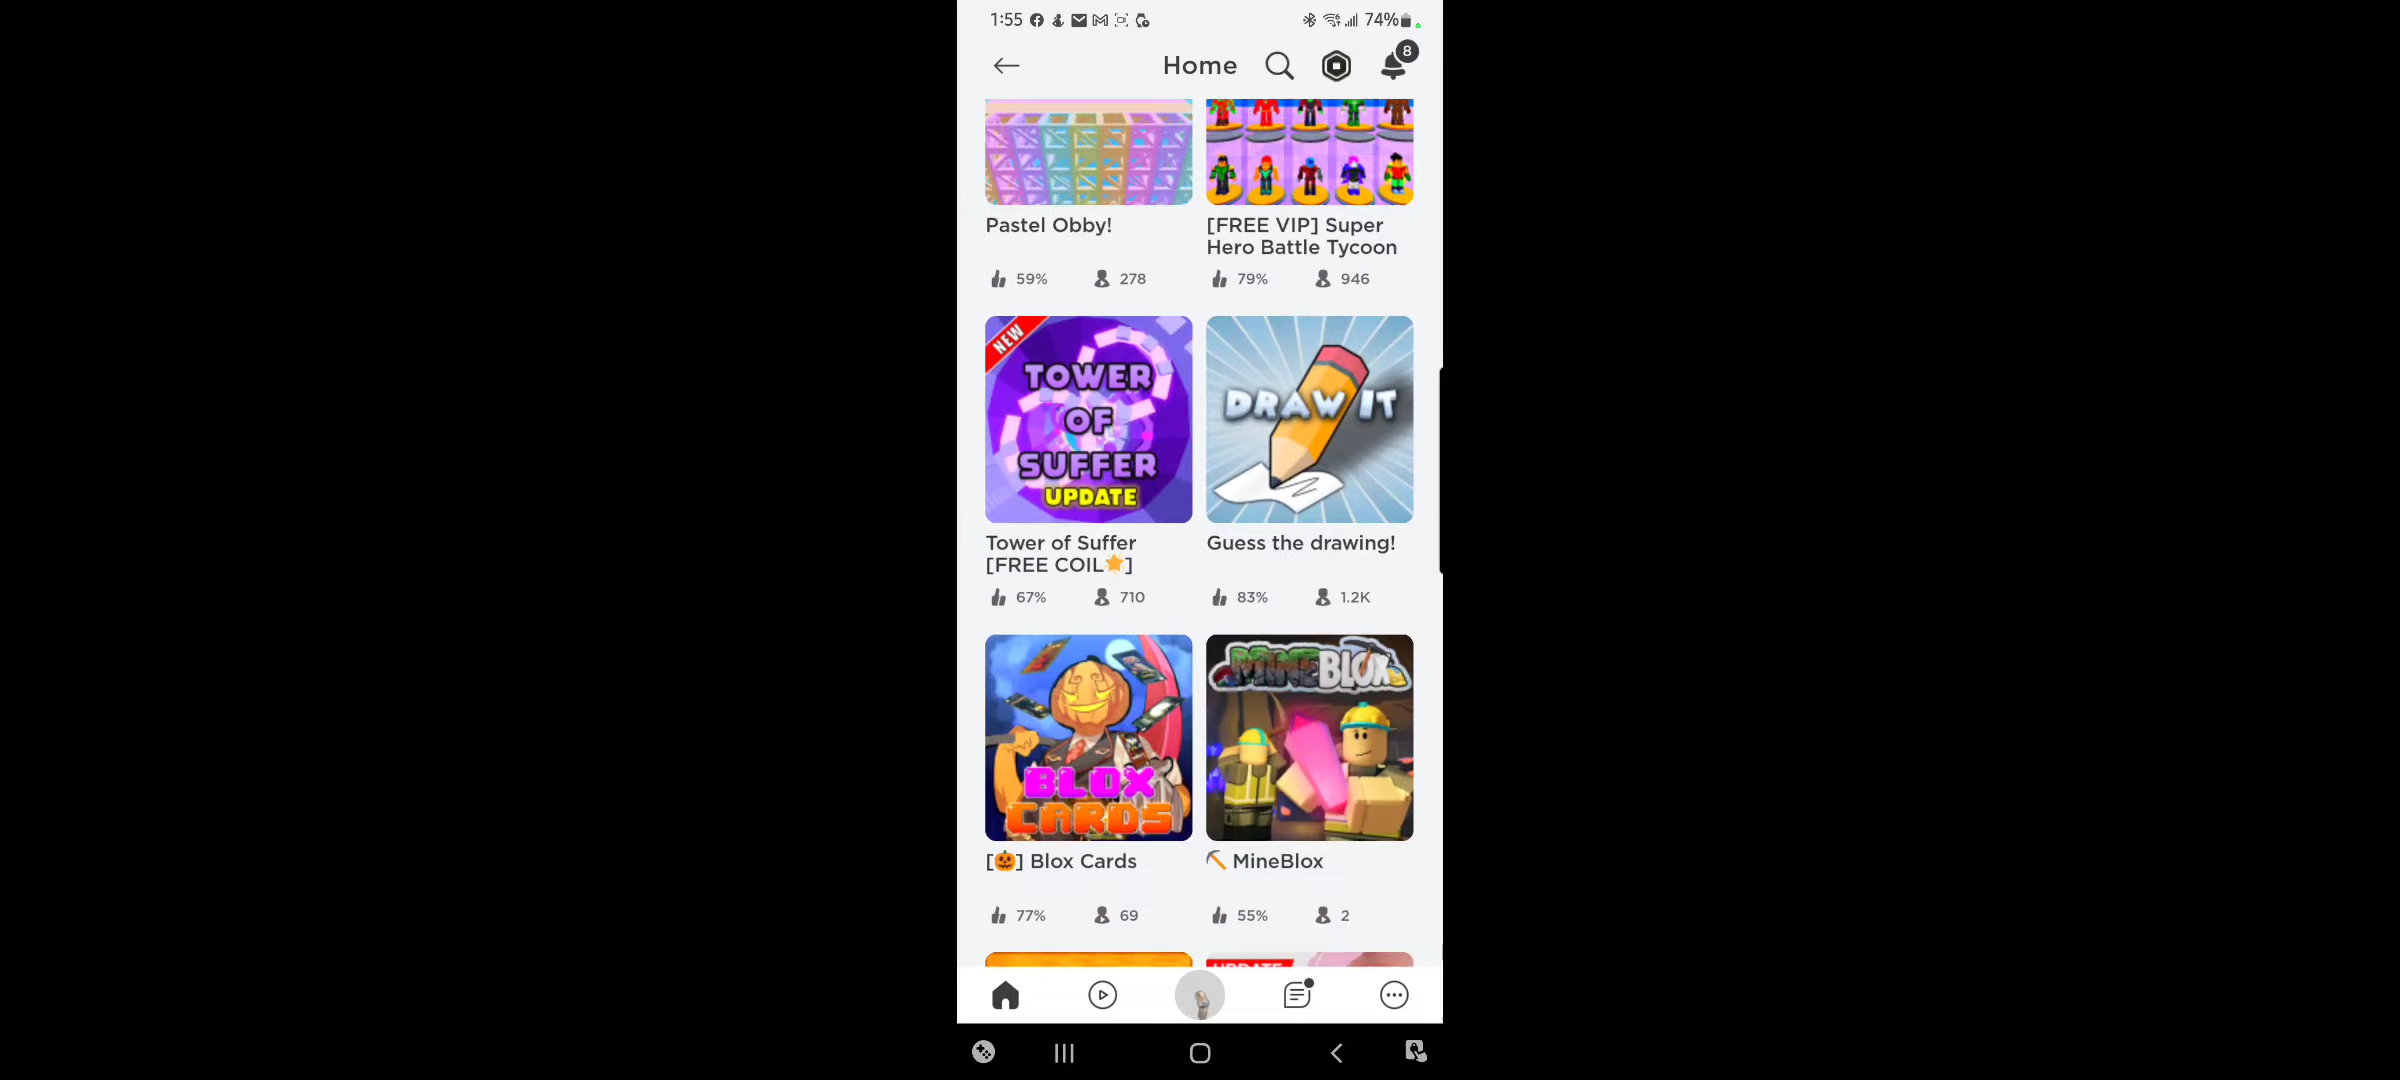 1:55
74%
Home
8
Pastel Obby!
[FREE VIP] Super
Hero Battle Tycoon
59%
278
79%
946
NEW
TOWER
OF
SUFFER
UPDATE
DRAW IT
Tower of Suffer
[FREE COIL⭐]
Guess the drawing!
67%
710
83%
1.2K
BLOX
CARDS
MINEBLOX
[🎃] Blox Cards
⛏ MineBlox
77%
69
55%
2
UPDATE